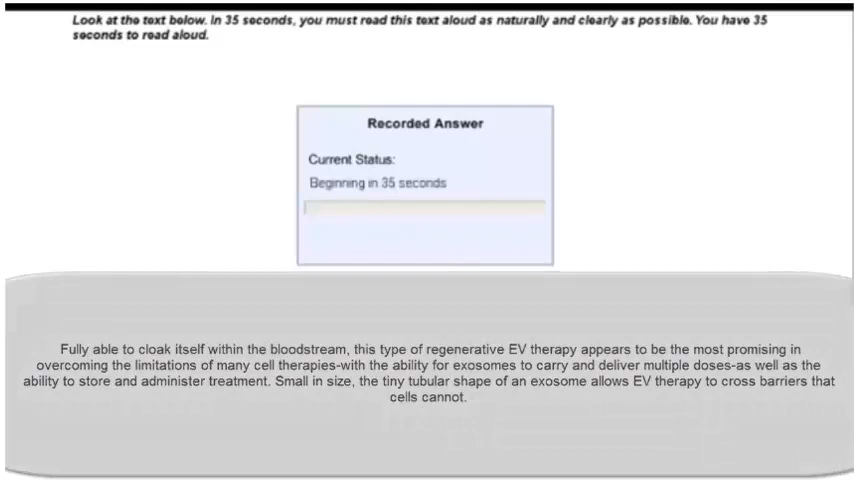 Look at the text below. In 35 seconds, you must read this text aloud as naturally and clearly as possible. You have 35
seconds to read aloud.
Recorded Answer
Current Status:
Beginning in 35 seconds
Fully able to cloak itself within the bloodstream, this type of regenerative EV therapy appears to be the most promising in
overcoming the limitations of many cell therapies-with the ability for exosomes to carry and deliver multiple doses-as well as the
ability to store and administer treatment. Small in size, the tiny tubular shape of an exosome allows EV therapy to cross barriers that
cells cannot.